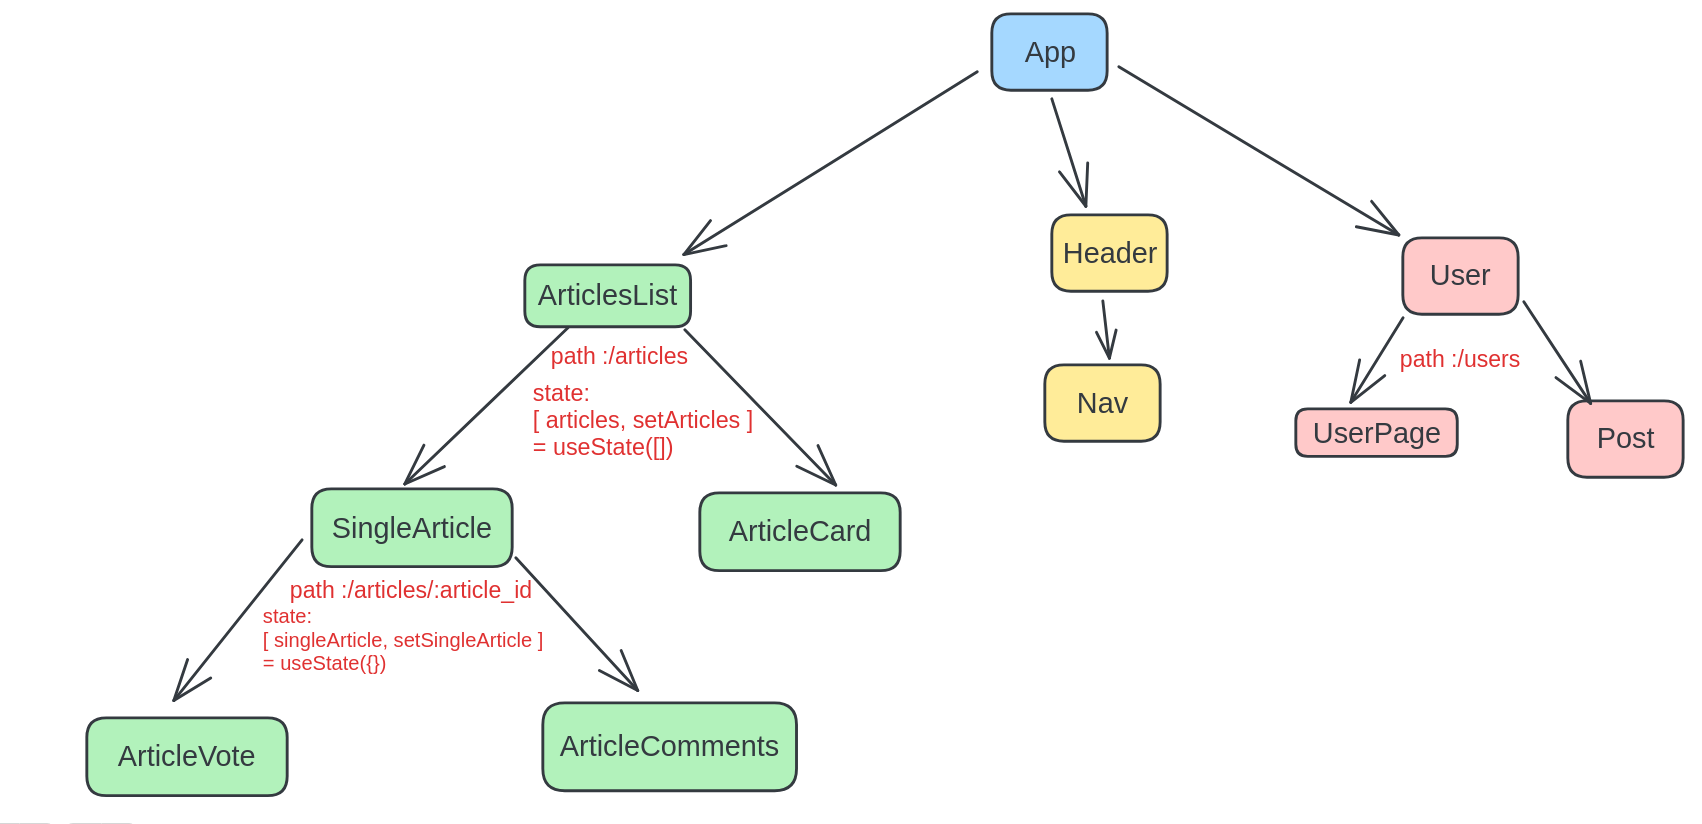 App
Header
User
ArticlesList
path :/articles
path :/users
state:
[ articles, setArticles ]
= useState([])
Nav
UserPage
Post
SingleArticle
ArticleCard
path :/articles/:article_id
state:
[ singleArticle, setSingleArticle ]
= useState({})
ArticleVote
ArticleComments